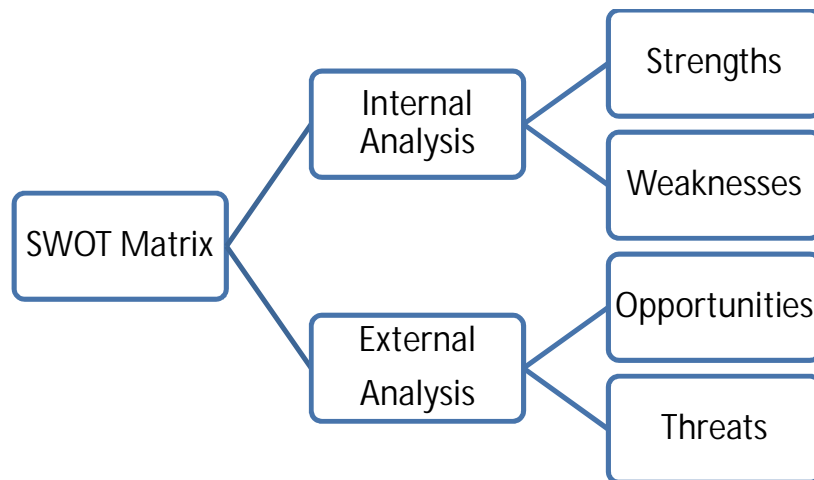 SWOT Matrix
Internal
Analysis
Strengths
Weaknesses
External
Analysis
Opportunities
Threats